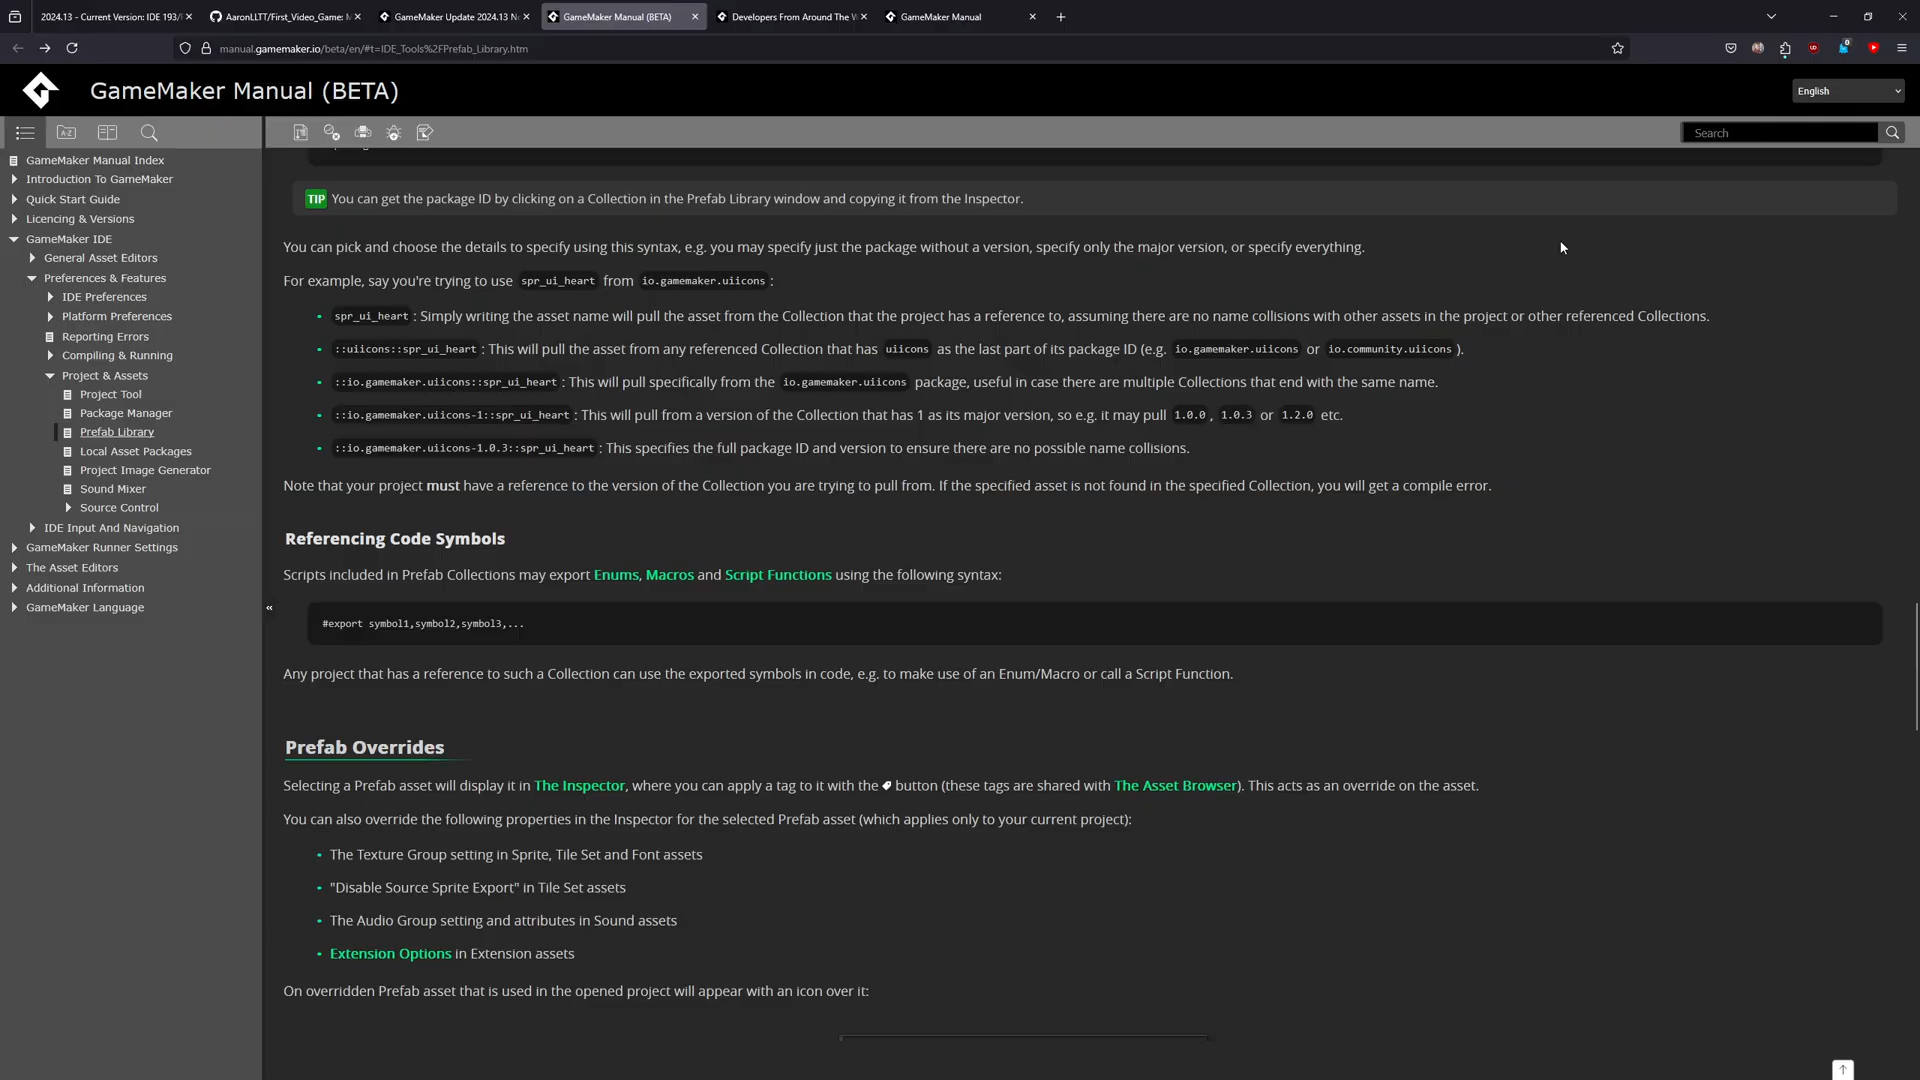 2024.13 - Current Version: IDE 193/
AaronLLTT/First_Video_Game: M
GameMaker Update 2024.13 No
GameMaker Manual (BETA)
Developers From Around The W
GameMaker Manual
manual.gamemaker.io/beta/en/#t=IDE_Tools%2FPrefab_Library.htm
GameMaker Manual (BETA)
English
Search
GameMaker Manual Index
Introduction To GameMaker
Quick Start Guide
Licencing & Versions
GameMaker IDE
General Asset Editors
Preferences & Features
IDE Preferences
Platform Preferences
Reporting Errors
Compiling & Running
Project & Assets
Project Tool
Package Manager
Prefab Library
Local Asset Packages
Project Image Generator
Sound Mixer
Source Control
IDE Input And Navigation
GameMaker Runner Settings
The Asset Editors
Additional Information
GameMaker Language
TIP You can get the package ID by clicking on a Collection in the Prefab Library window and copying it from the Inspector.
You can pick and choose the details to specify using this syntax, e.g. you may specify just the package without a version, specify only the major version, or specify everything.
For example, say you're trying to use spr_ui_heart from io.gamemaker.uiicons :
• spr_ui_heart : Simply writing the asset name will pull the asset from the Collection that the project has a reference to, assuming there are no name collisions with other assets in the project or other referenced Collections.
• ::uiicons::spr_ui_heart : This will pull the asset from any referenced Collection that has uiicons as the last part of its package ID (e.g. io.gamemaker.uiicons or io.community.uiicons ).
• ::io.gamemaker.uiicons::spr_ui_heart : This will pull specifically from the io.gamemaker.uiicons package, useful in case there are multiple Collections that end with the same name.
• ::io.gamemaker.uiicons-1::spr_ui_heart : This will pull from a version of the Collection that has 1 as its major version, so e.g. it may pull 1.0.0 , 1.0.3 or 1.2.0 etc.
• ::io.gamemaker.uiicons-1.0.3::spr_ui_heart : This specifies the full package ID and version to ensure there are no possible name collisions.
Note that your project must have a reference to the version of the Collection you are trying to pull from. If the specified asset is not found in the specified Collection, you will get a compile error.
Referencing Code Symbols
Scripts included in Prefab Collections may export Enums, Macros and Script Functions using the following syntax:
#export symbol1,symbol2,symbol3,...
Any project that has a reference to such a Collection can use the exported symbols in code, e.g. to make use of an Enum/Macro or call a Script Function.
Prefab Overrides
Selecting a Prefab asset will display it in The Inspector, where you can apply a tag to it with the button (these tags are shared with The Asset Browser). This acts as an override on the asset.
You can also override the following properties in the Inspector for the selected Prefab asset (which applies only to your current project):
• The Texture Group setting in Sprite, Tile Set and Font assets
• "Disable Source Sprite Export" in Tile Set assets
• The Audio Group setting and attributes in Sound assets
• Extension Options in Extension assets
On overridden Prefab asset that is used in the opened project will appear with an icon over it: